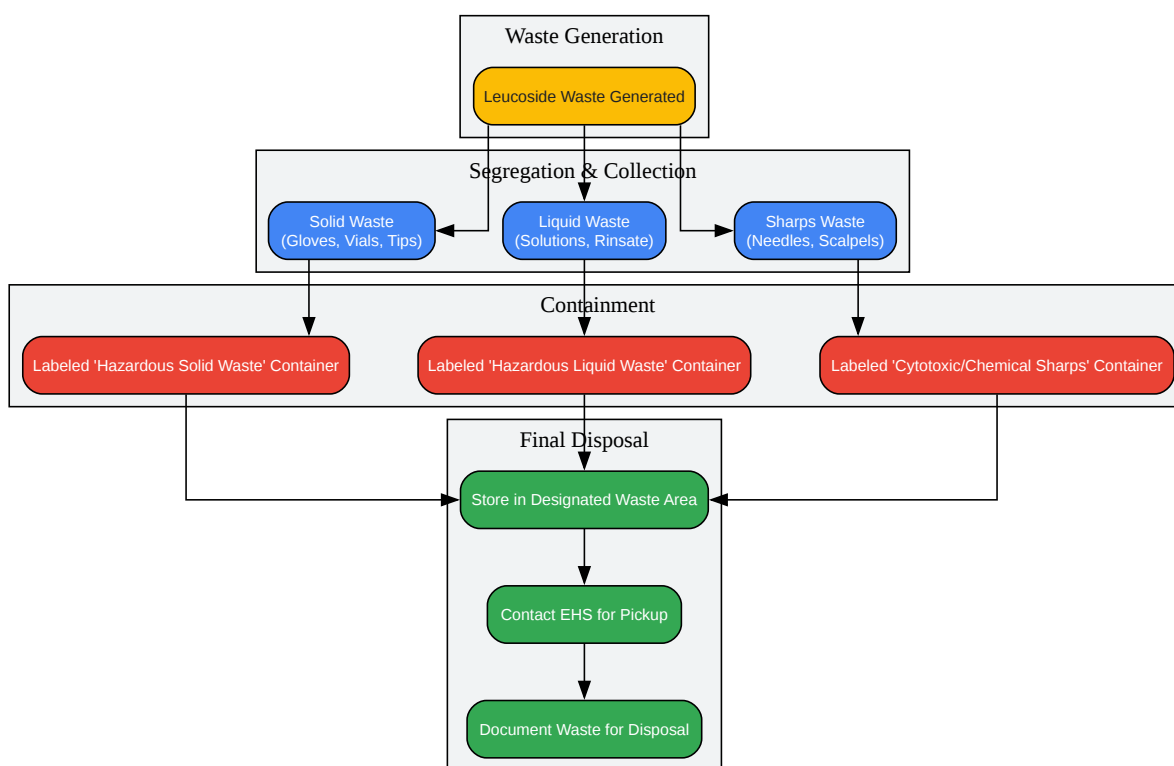 Waste Generation
Leucoside Waste Generated
Segregation & Collection
Solid Waste
(Gloves, Vials, Tips)
Liquid Waste
(Solutions, Rinsate)
Sharps Waste
(Needles, Scalpels)
Containment
Labeled 'Hazardous Solid Waste' Container
Labeled 'Hazardous Liquid Waste' Container
Labeled 'Cytotoxic/Chemical Sharps' Container
Final Disposal
Store in Designated Waste Area
Contact EHS for Pickup
Document Waste for Disposal